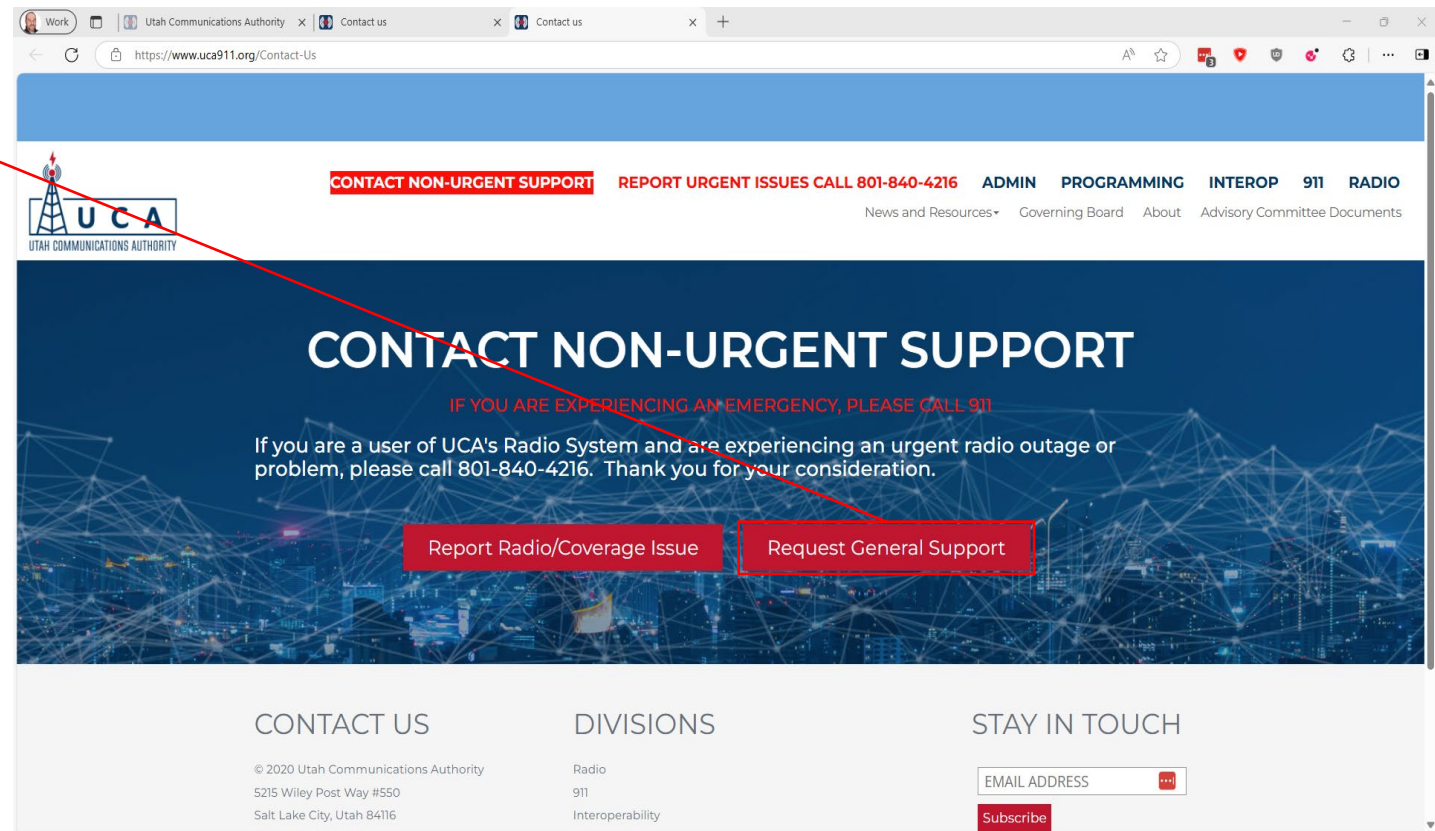 Work
Utah Communications Authority
Contact us
Contact us
https://www.uca911.org/Contact-Us
3
CONTACT NON-URGENT SUPPORT
REPORT URGENT ISSUES CALL 801-840-4216
ADMIN
PROGRAMMING
INTEROP
911
RADIO
News and Resources
Governing Board
About
Advisory Committee Documents
UCA
UTAH COMMUNICATIONS AUTHORITY
CONTACT NON-URGENT SUPPORT
IF YOU ARE EXPERIENCING AN EMERGENCY, PLEASE CALL 911
If you are a user of UCA's Radio System and are experiencing an urgent radio outage or
problem, please call 801-840-4216. Thank you for your consideration.
Report Radio/Coverage Issue
Request General Support
CONTACT US
© 2020 Utah Communications Authority
5215 Wiley Post Way #550
Salt Lake City, Utah 84116
DIVISIONS
Radio
911
Interoperability
STAY IN TOUCH
EMAIL ADDRESS
Subscribe